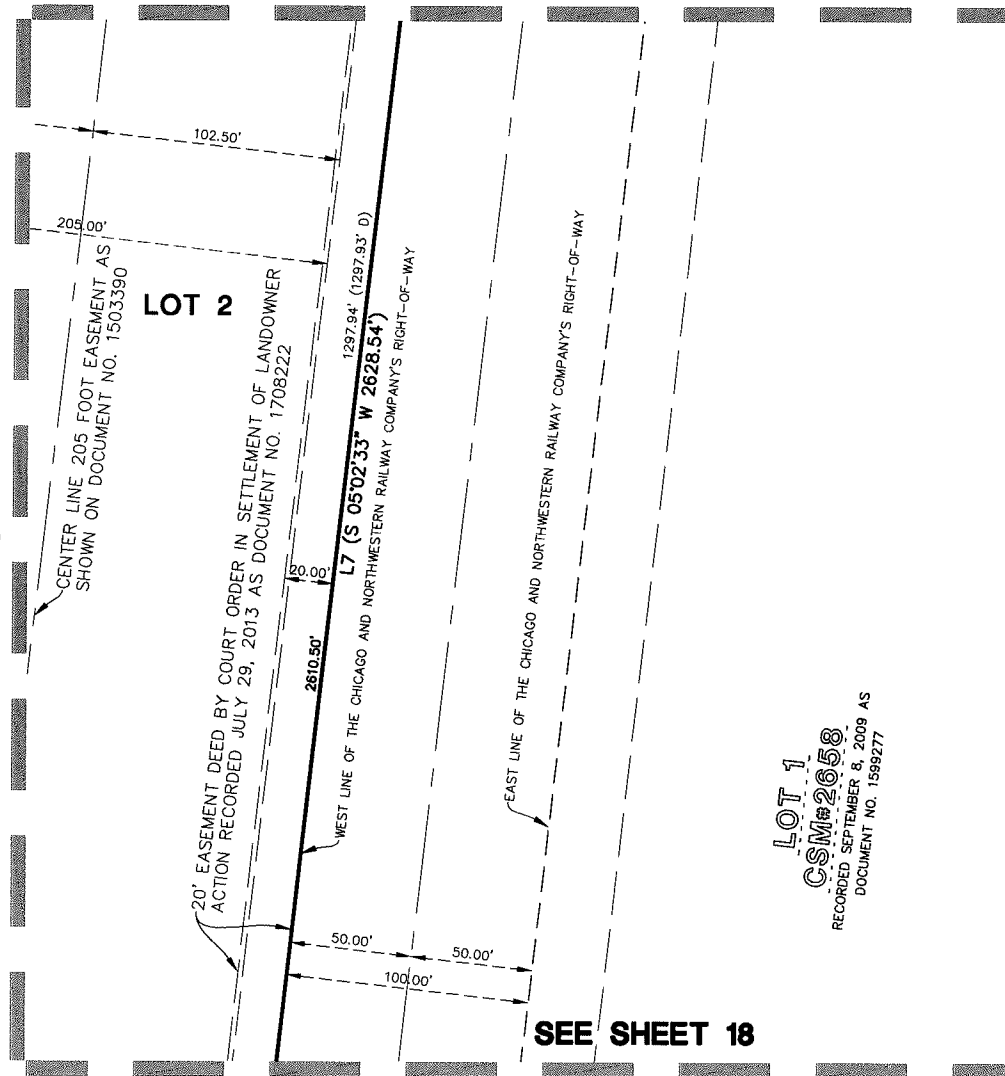 102.50'
205.00'
CENTER LINE 205 FOOT EASEMENT AS
SHOWN ON DOCUMENT NO. 1503390
LOT 2
20' EASEMENT DEED BY COURT ORDER IN SETTLEMENT OF LANDOWNER
ACTION RECORDED JULY 29, 2013 AS DOCUMENT NO. 1708222
20.00'
2610.50'
1297.94' (1297.93' D)
L7 (S 05°02'33" W 2628.54')
WEST LINE OF THE CHICAGO AND NORTHWESTERN RAILWAY COMPANY'S RIGHT-OF-WAY
EAST LINE OF THE CHICAGO AND NORTHWESTERN RAILWAY COMPANY'S RIGHT-OF-WAY
LOT 1
CSM#2658
RECORDED SEPTEMBER 8, 2009 AS
DOCUMENT NO. 1599277
50.00'
50.00'
100.00'
SEE SHEET 18